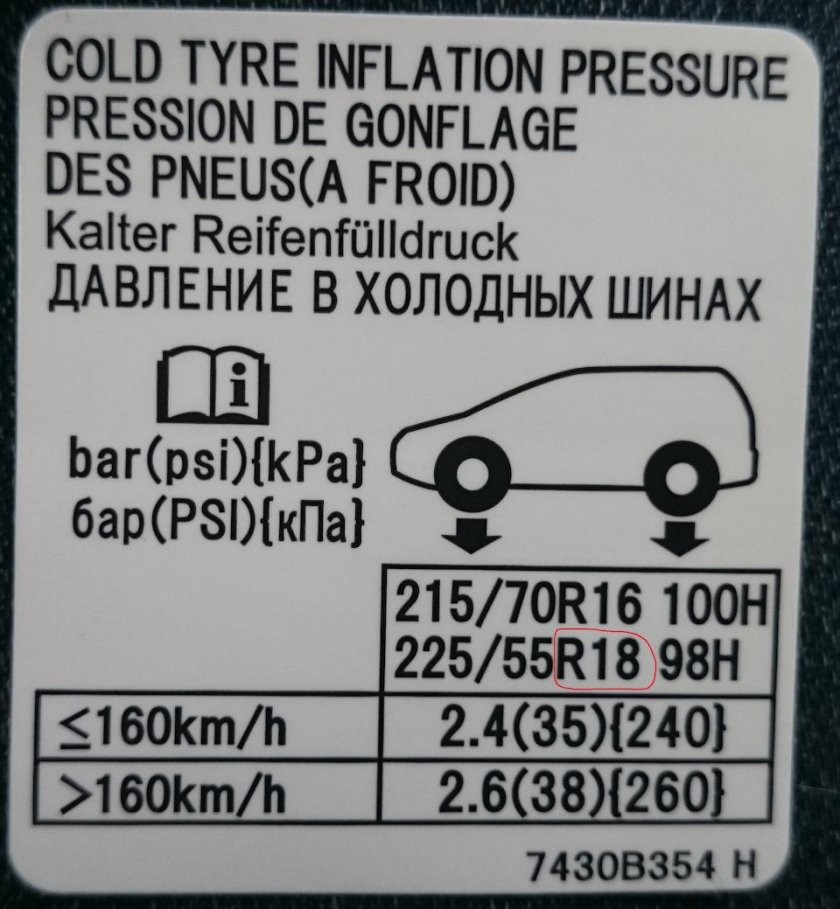 COLD TYRE INFLATION PRESSURE
PRESSION DE GONFLAGE
DES PNEUS(A FROID)
Kalter Reifenfülldruck
ДАВЛЕНИЕ В ХОЛОДНЫХ ШИНАХ
i
bar(psi){kPa}
бар(PSI){кПа}
215/70R16 100H
225/55R18 98H
≤160km/h 2.4(35){240}
>160km/h 2.6(38){260}
7430B354 H